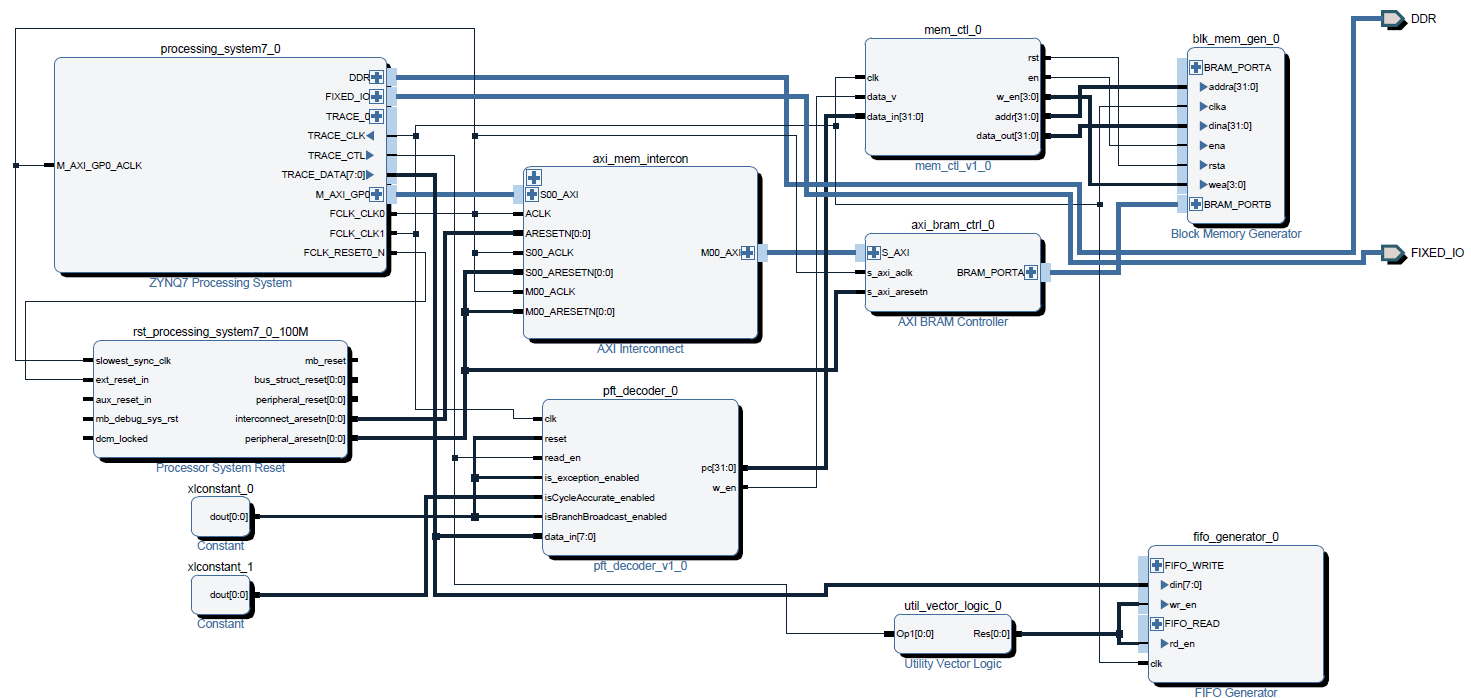 processing_system7_0
DDR
FIXED_IO
TRACE_0
TRACE_CLK
TRACE_CTL
TRACE_DATA[7:0]
M_AXI_GP0
FCLK_CLK0
FCLK_CLK1
FCLK_RESET0_N
M_AXI_GP0_ACLK
ZYNQ7 Processing System
rst_processing_system7_0_100M
slowest_sync_clk
ext_reset_in
aux_reset_in
mb_debug_sys_rst
dcm_locked
mb_reset
bus_struct_reset[0:0]
peripheral_reset[0:0]
interconnect_aresetn[0:0]
peripheral_aresetn[0:0]
Processor System Reset
xlconstant_0
dout[0:0]
Constant
xlconstant_1
dout[0:0]
Constant
axi_mem_intercon
S00_AXI
ACLK
ARESETN[0:0]
S00_ACLK
S00_ARESETN[0:0]
M00_ACLK
M00_ARESETN[0:0]
M00_AXI
AXI Interconnect
pft_decoder_0
clk
reset
read_en
is_exception_enabled
isCycleAccurate_enabled
isBranchBroadcast_enabled
data_in[7:0]
pc[31:0]
w_en
pft_decoder_v1_0
mem_ctl_0
clk
data_v
data_in[31:0]
rst
en
w_en[3:0]
addr[31:0]
data_out[31:0]
mem_ctl_v1_0
axi_bram_ctrl_0
S_AXI
s_axi_aclk
s_axi_aresetn
BRAM_PORTA
AXI BRAM Controller
blk_mem_gen_0
BRAM_PORTA
addra[31:0]
clka
dina[31:0]
ena
rsta
wea[3:0]
BRAM_PORTB
Block Memory Generator
DDR
FIXED_IO
util_vector_logic_0
Op1[0:0]
Res[0:0]
Utility Vector Logic
fifo_generator_0
FIFO_WRITE
din[7:0]
wr_en
FIFO_READ
rd_en
clk
FIFO Generator